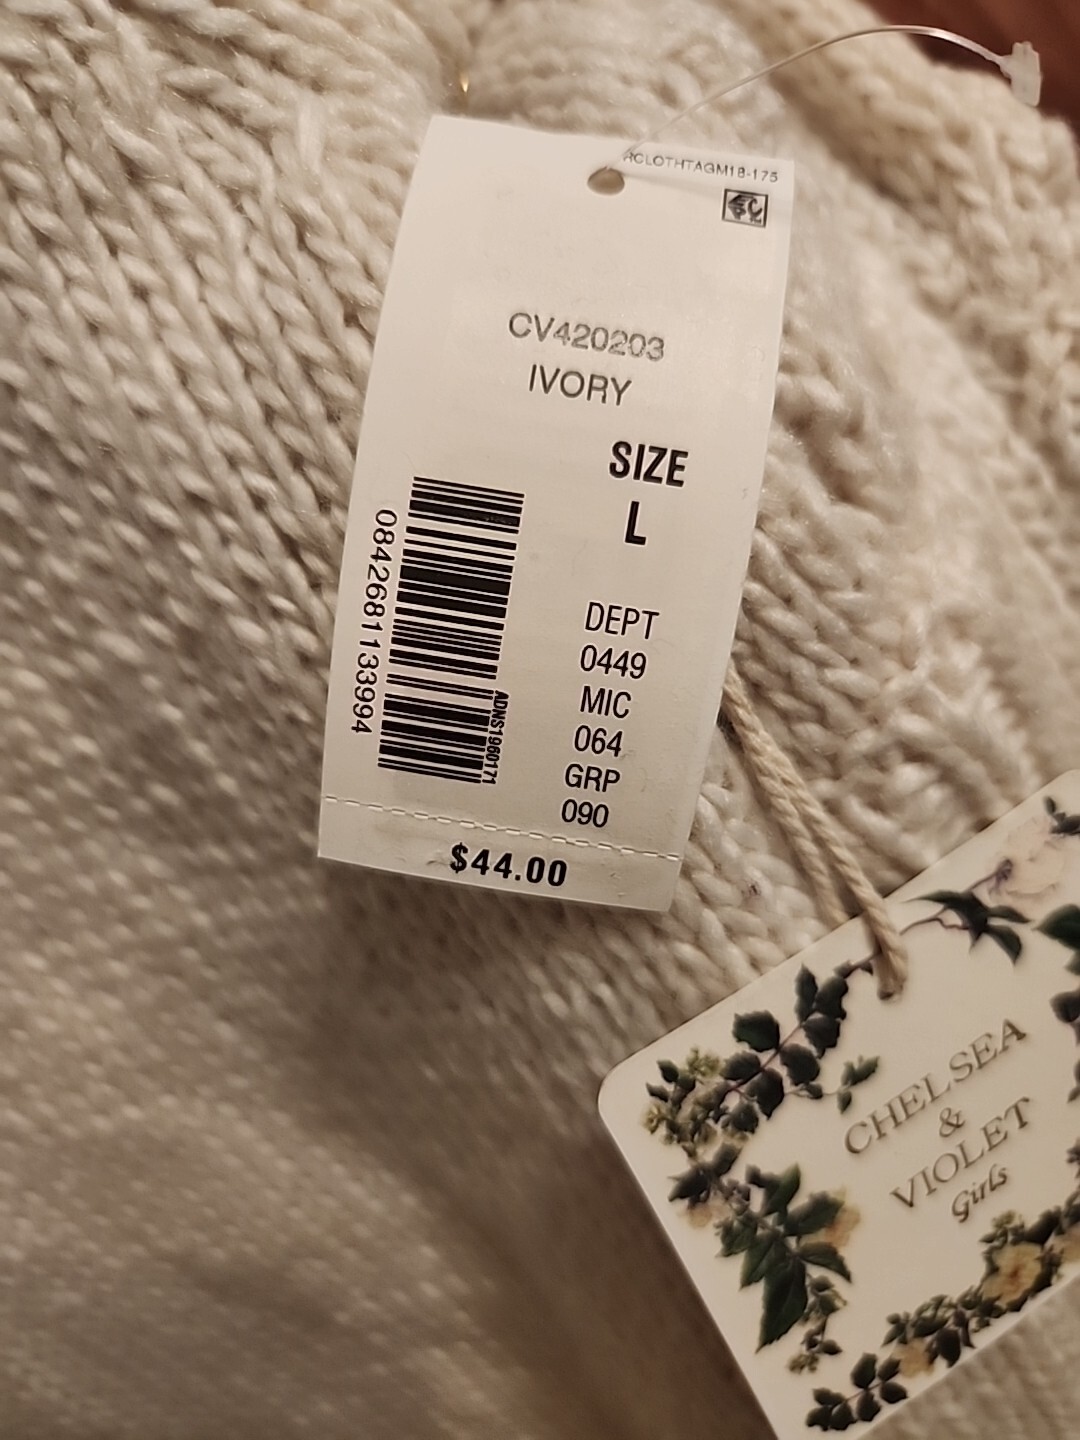 RCLOTHTAGM18-175
CV420203
IVORY
SIZE
L
0842681133994
ADNS1960171
DEPT
0449
MIC
064
GRP
090
$44.00
CHELSEA
&
VIOLET
Girls